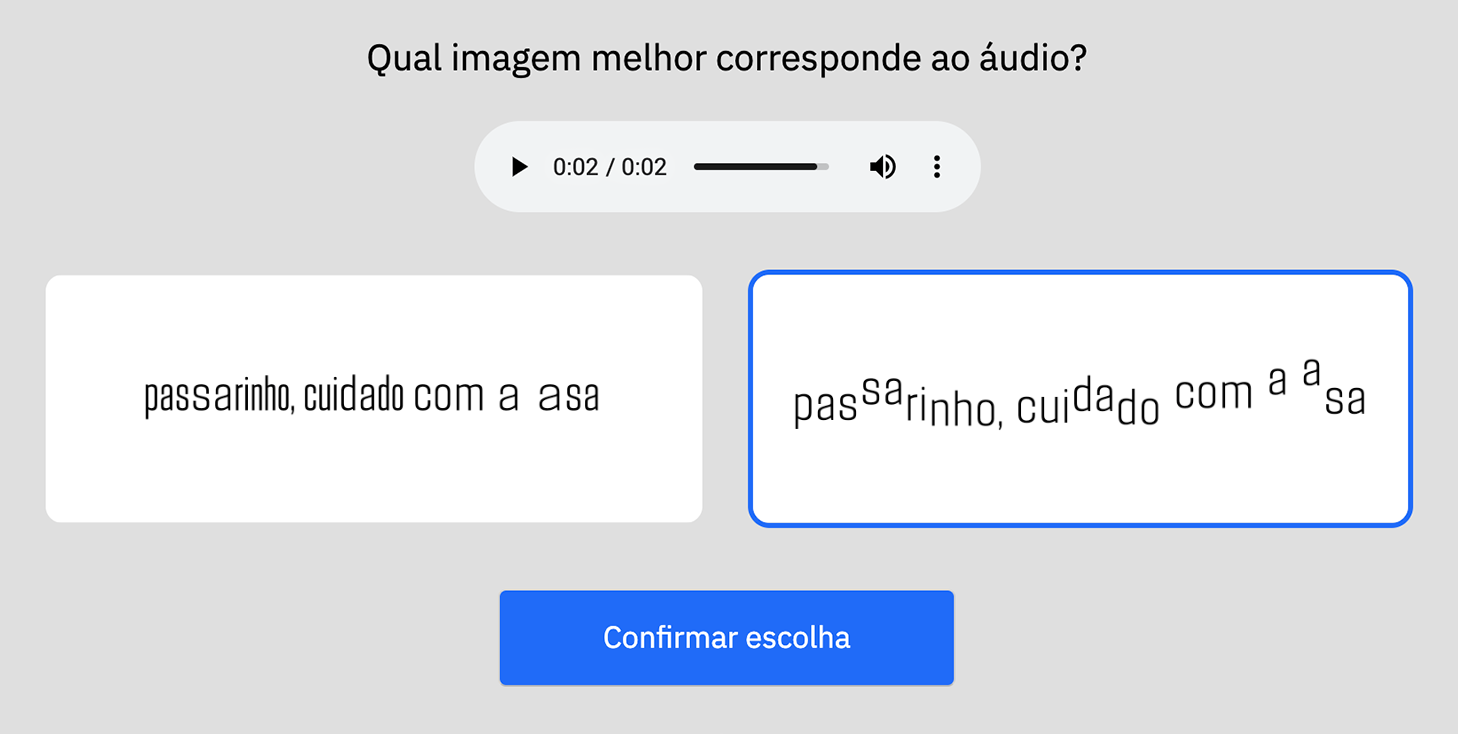 Qual imagem melhor corresponde ao áudio?
0:02 / 0:02
passarinho, cuidado com a asa
passarinho, cuidado com a asa
Confirmar escolha